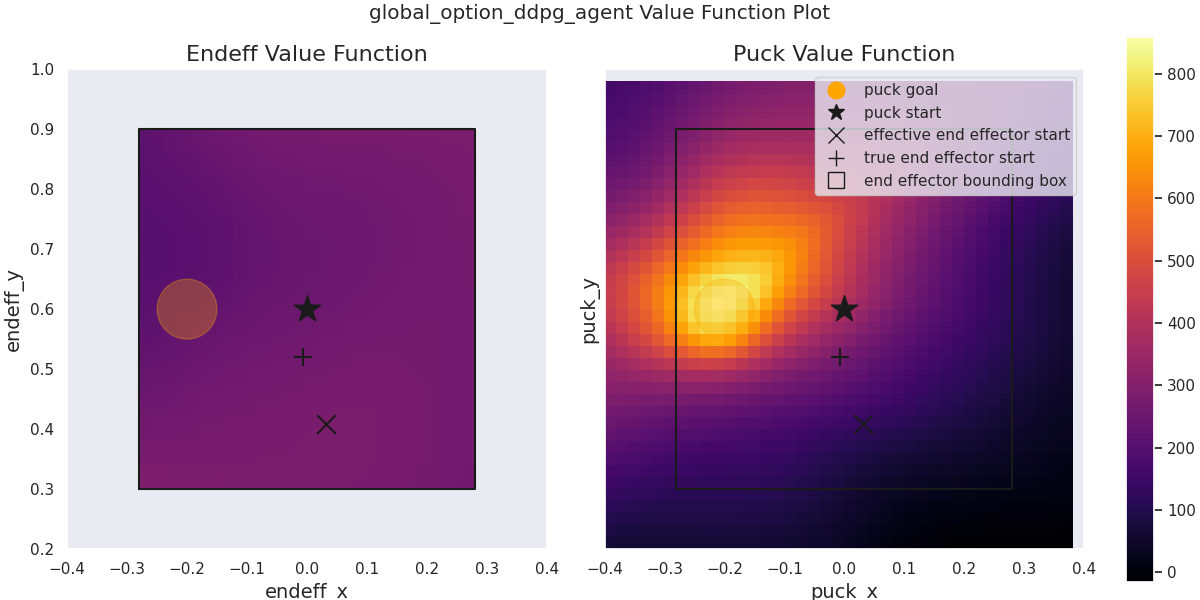 global_option_ddpg_agent Value Function Plot
Endeff Value Function
endeff_y
1.0
0.9
0.8
0.7
0.6
0.5
0.4
0.3
0.2
−0.4 −0.3 −0.2 −0.1 0.0 0.1 0.2 0.3 0.4
endeff_x
Puck Value Function
puck_y
puck goal
puck start
effective end effector start
true end effector start
end effector bounding box
−0.4 −0.3 −0.2 −0.1 0.0 0.1 0.2 0.3 0.4
puck_x
800
700
600
500
400
300
200
100
0